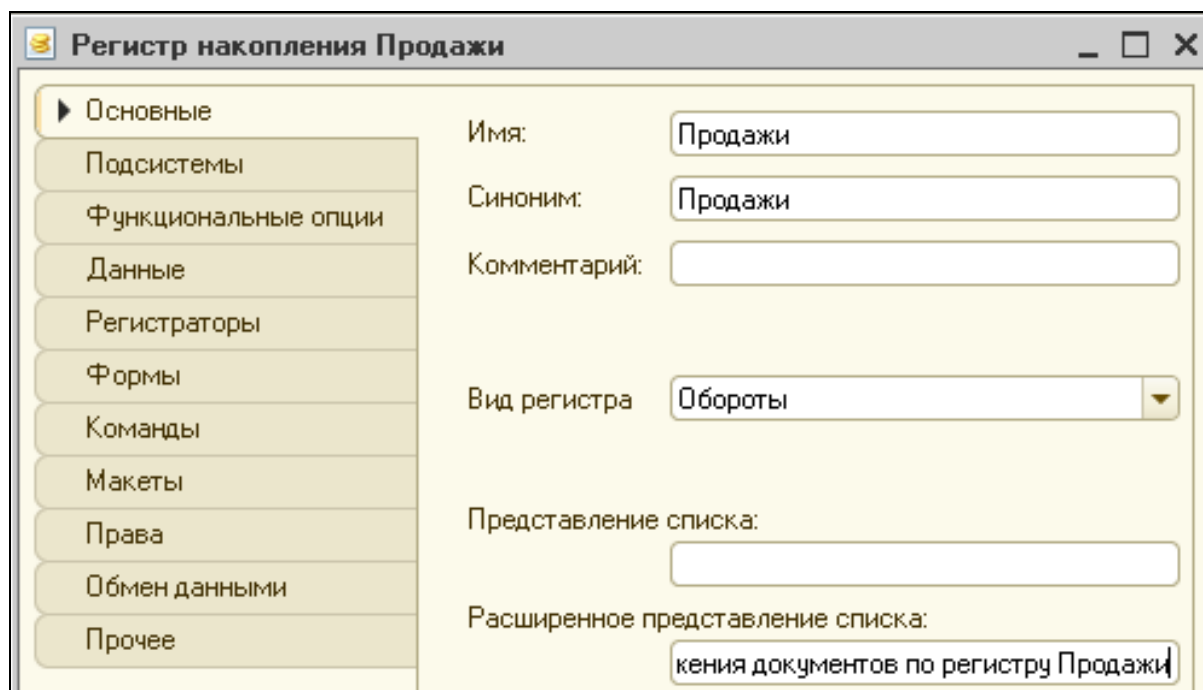 Регистр накопления Продажи
Основные
Подсистемы
Функциональные опции
Данные
Регистраторы
Формы
Команды
Макеты
Права
Обмен данными
Прочее
Имя: Продажи
Синоним: Продажи
Комментарий:
Вид регистра Обороты
Представление списка:
Расширенное представление списка:
кения документов по регистру Продажи